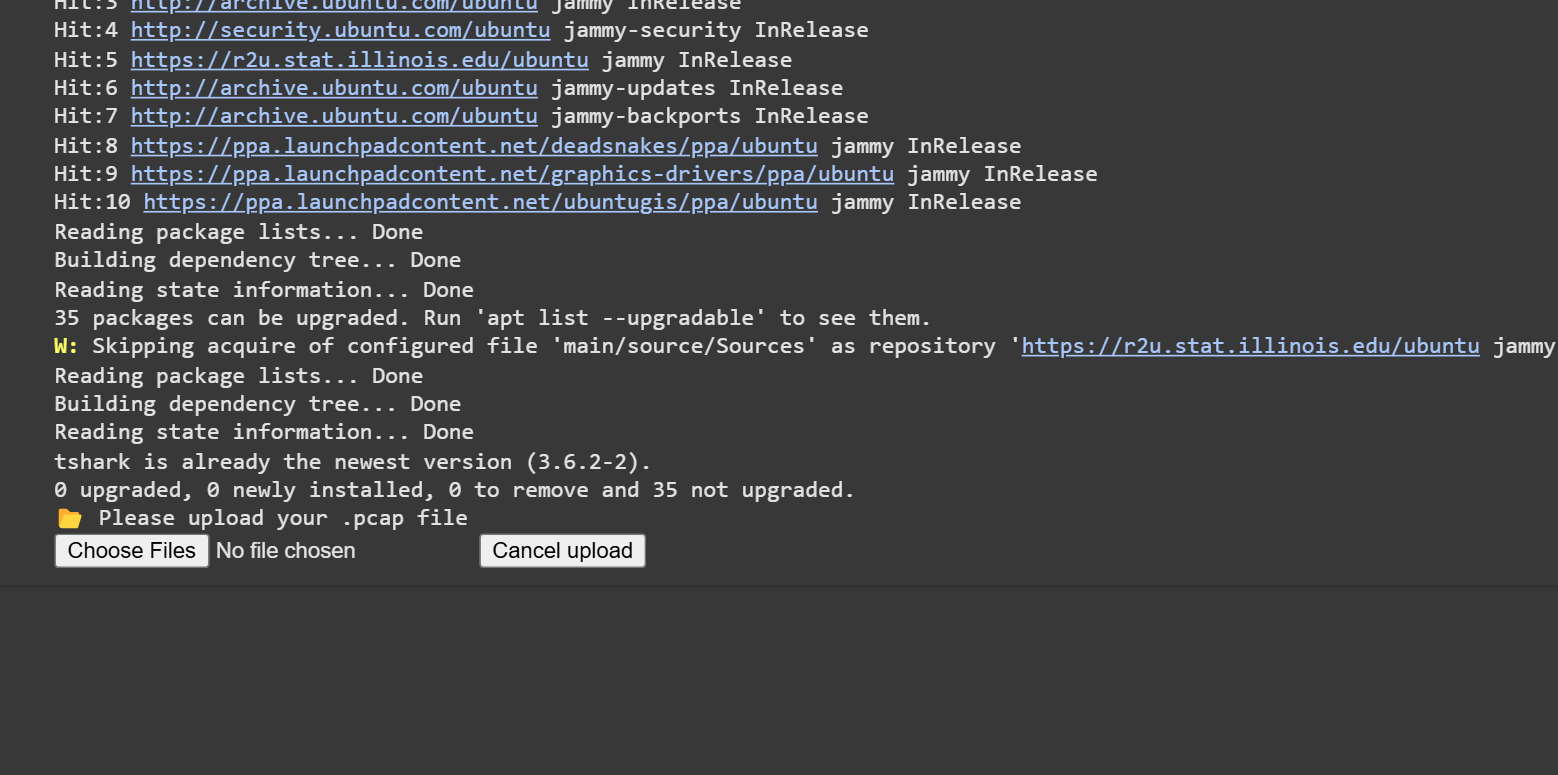 Hit:3 http://archive.ubuntu.com/ubuntu jammy InRelease
Hit:4 http://security.ubuntu.com/ubuntu jammy-security InRelease
Hit:5 https://r2u.stat.illinois.edu/ubuntu jammy InRelease
Hit:6 http://archive.ubuntu.com/ubuntu jammy-updates InRelease
Hit:7 http://archive.ubuntu.com/ubuntu jammy-backports InRelease
Hit:8 https://ppa.launchpadcontent.net/deadsnakes/ppa/ubuntu jammy InRelease
Hit:9 https://ppa.launchpadcontent.net/graphics-drivers/ppa/ubuntu jammy InRelease
Hit:10 https://ppa.launchpadcontent.net/ubuntugis/ppa/ubuntu jammy InRelease
Reading package lists... Done
Building dependency tree... Done
Reading state information... Done
35 packages can be upgraded. Run 'apt list --upgradable' to see them.
W: Skipping acquire of configured file 'main/source/Sources' as repository 'https://r2u.stat.illinois.edu/ubuntu jammy
Reading package lists... Done
Building dependency tree... Done
Reading state information... Done
tshark is already the newest version (3.6.2-2).
0 upgraded, 0 newly installed, 0 to remove and 35 not upgraded.
📂 Please upload your .pcap file
Choose Files No file chosen Cancel upload